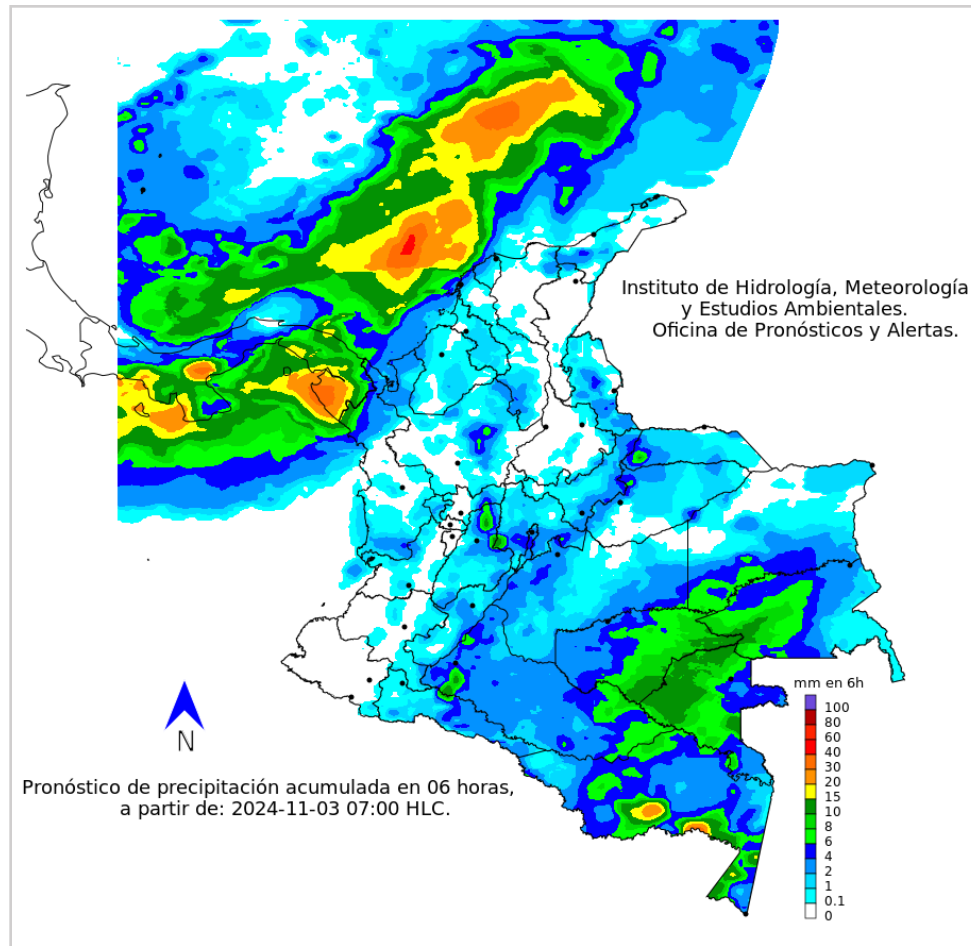 Instituto de Hidrología, Meteorología
y Estudios Ambientales.
Oficina de Pronósticos y Alertas.
mm en 6h
100
80
60
40
30
20
15
10
8
6
4
2
1
0.1
0
N
Pronóstico de precipitación acumulada en 06 horas,
a partir de: 2024-11-03 07:00 HLC.